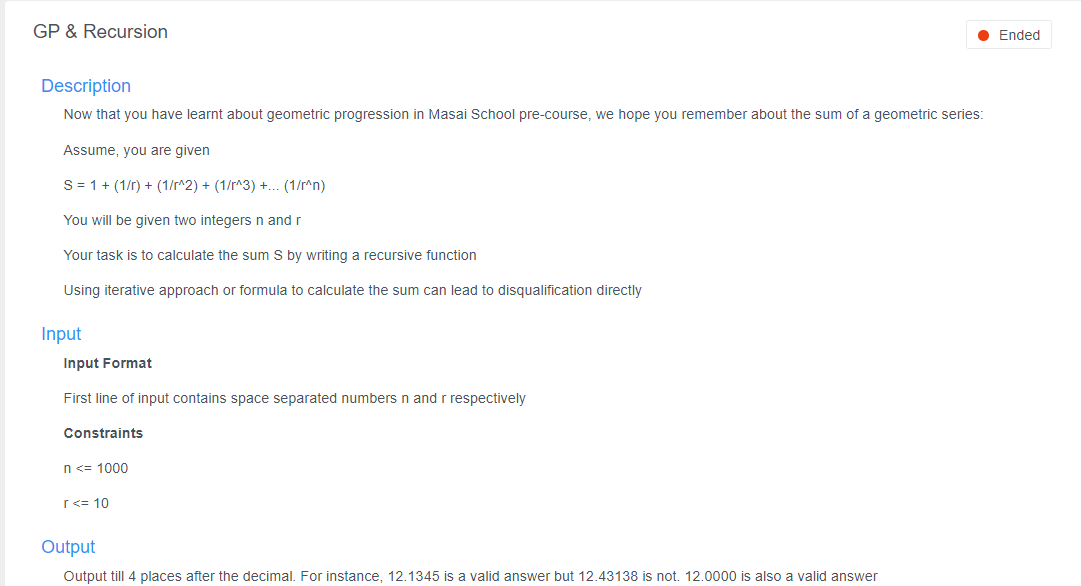 GP & Recursion
Ended
Description
Now that you have learnt about geometric progression in Masai School pre-course, we hope you remember about the sum of a geometric series:
Assume, you are given
S = 1 + (1/r) + (1/r^2) + (1/r^3) +... (1/r^n)
You will be given two integers n and r
Your task is to calculate the sum S by writing a recursive function
Using iterative approach or formula to calculate the sum can lead to disqualification directly
Input
Input Format
First line of input contains space separated numbers n and r respectively
Constraints
n <= 1000
r <= 10
Output
Output till 4 places after the decimal. For instance, 12.1345 is a valid answer but 12.43138 is not. 12.0000 is also a valid answer